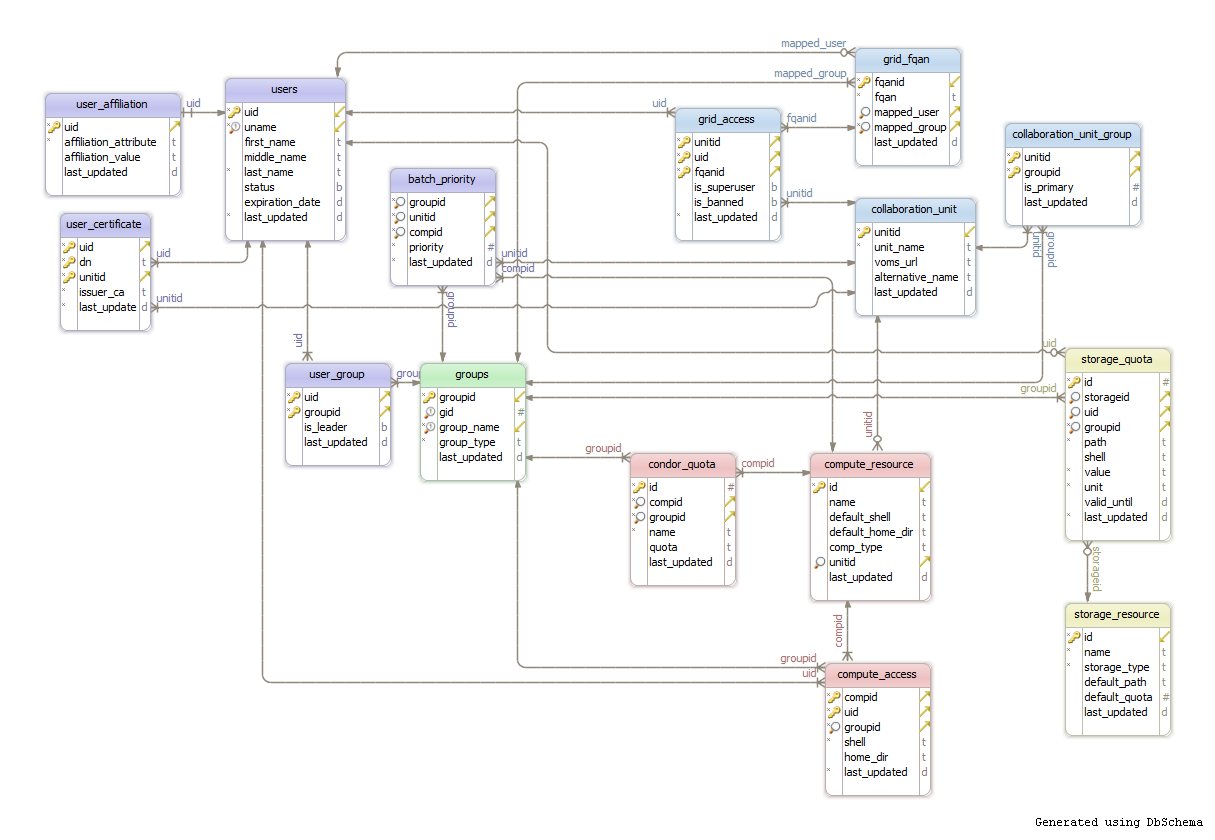 mapped_user
grid_fqan
fqanid
fqan t
mapped_user
mapped_group
last_updated d
mapped_group
users
uid
uname
first_name t
middle_name t
last_name t
status b
expiration_date d
last_updated d
user_affiliation
uid
affiliation_attribute t
affiliation_value t
last_updated d
uid
uid
grid_access
unitid
uid
fqanid
is_superuser b
is_banned b
last_updated d
fqanid
unitid
collaboration_unit_group
unitid
groupid
is_primary #
last_updated d
unitid
groupid
batch_priority
groupid
unitid
compid
priority #
last_updated d
unitid
compid
groupid
collaboration_unit
unitid
unit_name t
voms_url t
alternative_name t
last_updated d
user_certificate
uid
dn t
unitid
issuer_ca t
last_update d
uid
unitid
uid
user_group
uid
groupid
is_leader b
last_updated d
grou
groups
groupid
gid #
group_name
group_type t
last_updated d
uid
groupid
storage_quota
id #
storageid
uid
groupid
path t
shell t
value t
unit t
valid_until d
last_updated d
storageid
groupid
condor_quota
id #
compid
groupid
name t
quota t
last_updated d
compid
unitid
compute_resource
id
name t
default_shell t
default_home_dir t
comp_type t
unitid
last_updated d
compid
groupid
uid
compute_access
compid
uid
groupid
shell t
home_dir t
last_updated d
storage_resource
id
name t
storage_type t
default_path t
default_quota #
last_updated d
Generated using DbSchema